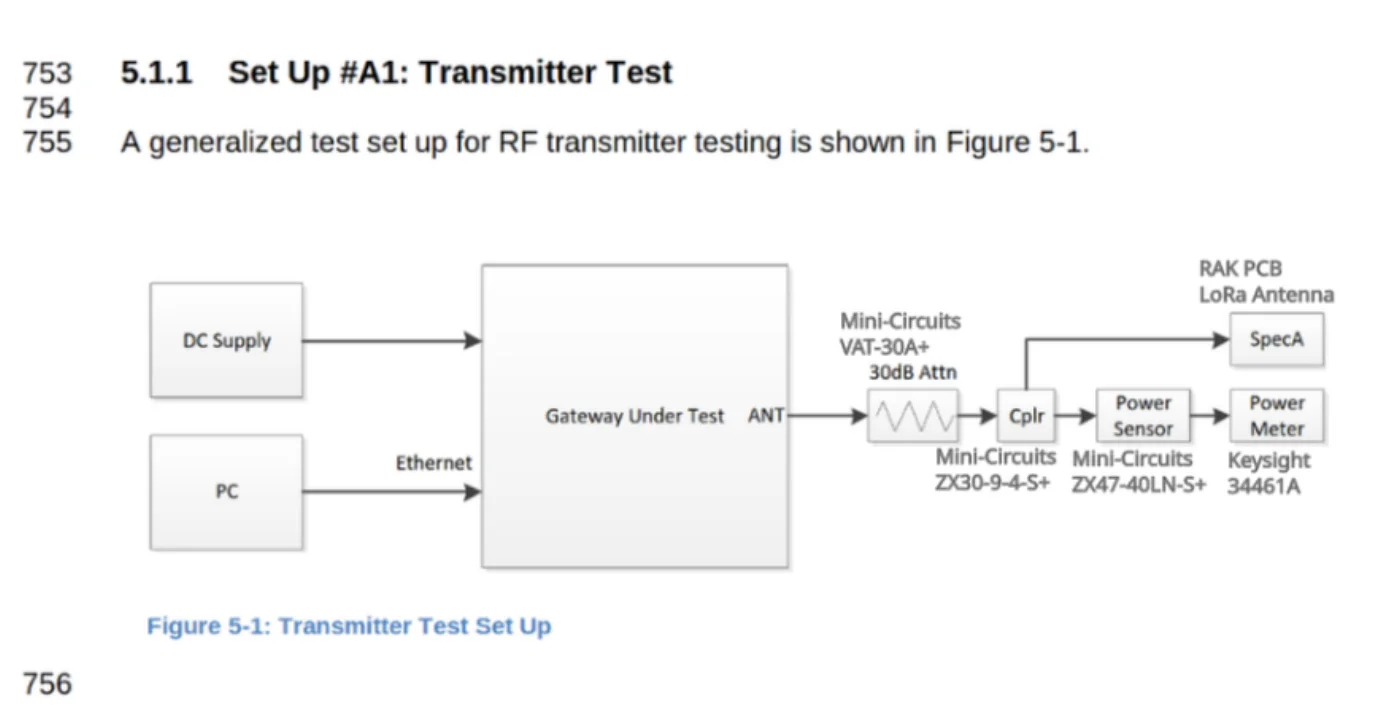 753 5.1.1 Set Up #A1: Transmitter Test
754
755 A generalized test set up for RF transmitter testing is shown in Figure 5-1.
RAK PCB
LoRa Antenna
SpecA
DC Supply
Mini-Circuits
VAT-30A+
30dB Attn
Gateway Under Test ANT
Cplr
Power
Sensor
Power
Meter
Mini-Circuits
ZX30-9-4-S+
Mini-Circuits
ZX47-40LN-S+
Keysight
34461A
Ethernet
PC
Figure 5-1: Transmitter Test Set Up
756